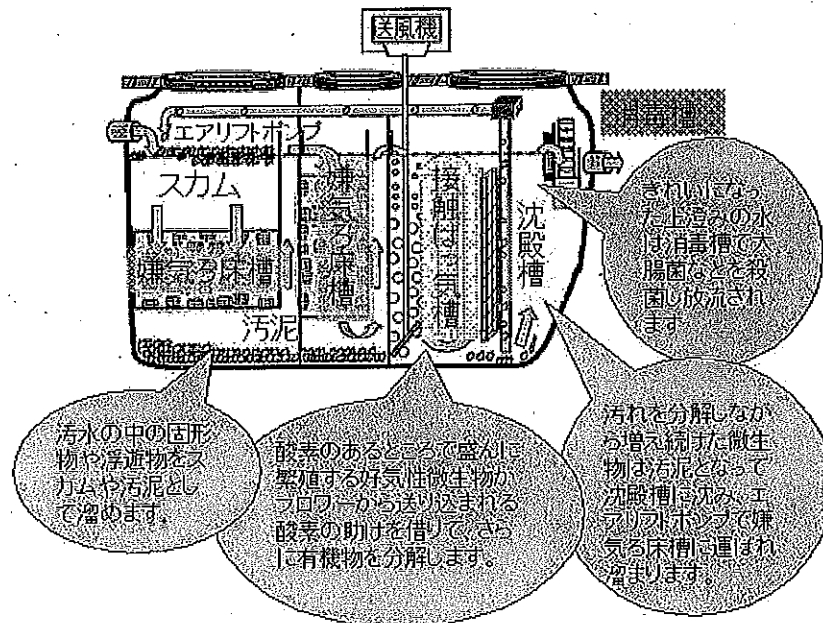 送風機
消毒槽
エアリフトポンプ
スカム
嫌気ろ床槽
嫌気ろ床槽
接触ばっ気槽
沈殿槽
汚泥
きれいになっ
た上澄みの水
は消毒槽で大
腸菌などを殺
菌し放流され
ます
汚水の中の固形
物や浮遊物をス
カムや汚泥とし
て溜めます。
酸素のあるところで盛んに
繁殖する好気性微生物が
ブロワーから送り込まれる
酸素の助けを借りて、さら
に有機物を分解します。
汚れを分解しなが
ら増え続けた微生
物は汚泥となって
沈殿槽に沈み、エ
アリフトポンプで嫌
気ろ床槽に運ばれ
溜まります。